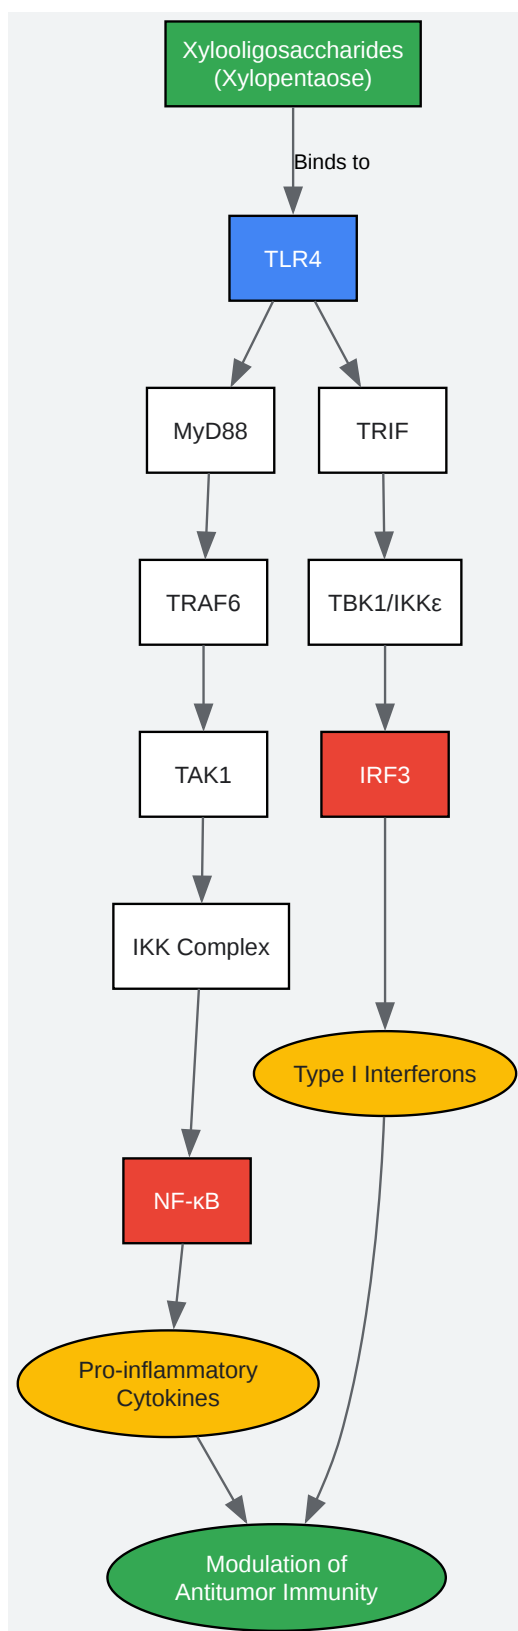 Xylooligosaccharides
(Xylopentaose)
Binds to
TLR4
MyD88
TRIF
TRAF6
TBK1/IKKε
TAK1
IRF3
IKK Complex
Type I Interferons
NF-κB
Pro-inflammatory
Cytokines
Modulation of
Antitumor Immunity